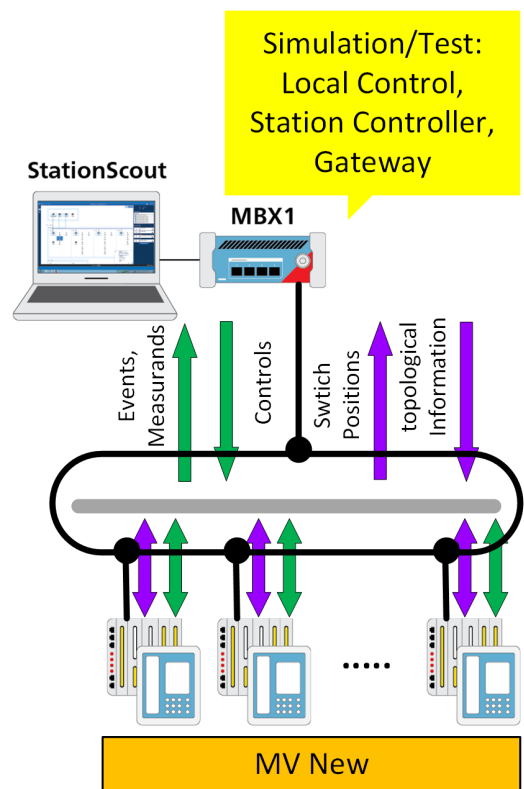 Simulation/Test:
Local Control,
Station Controller,
Gateway
StationScout
MBX1
Events,
Measurands
Controls
Swtich
Positions
topological
Information
.....
MV New